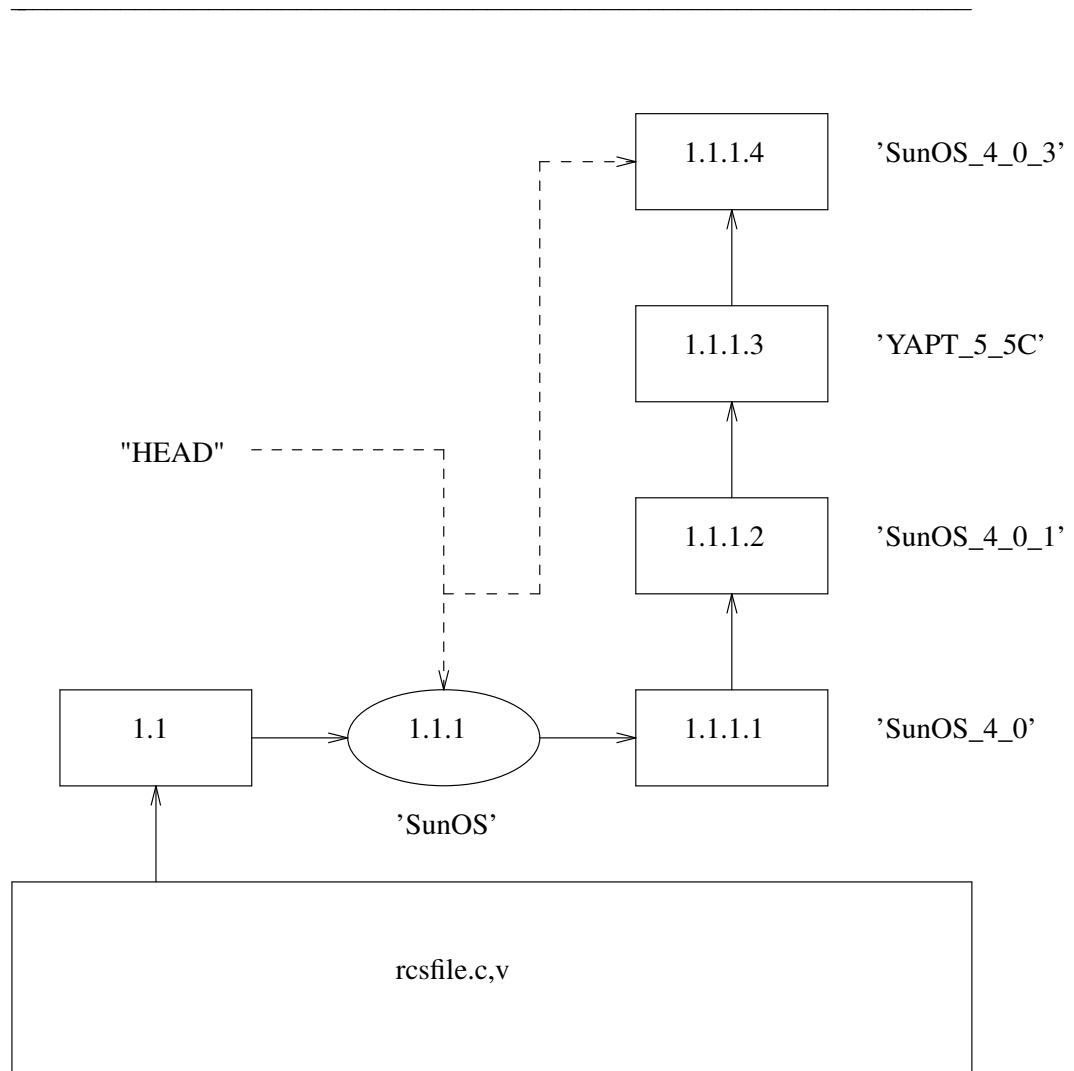 1.1.1.4 ’SunOS_4_0_3’
1.1.1.3 ’YAPT_5_5C’
"HEAD"
1.1.1.2 ’SunOS_4_0_1’
1.1 1.1.1 1.1.1.1 ’SunOS_4_0’
’SunOS’
rcsfile.c,v